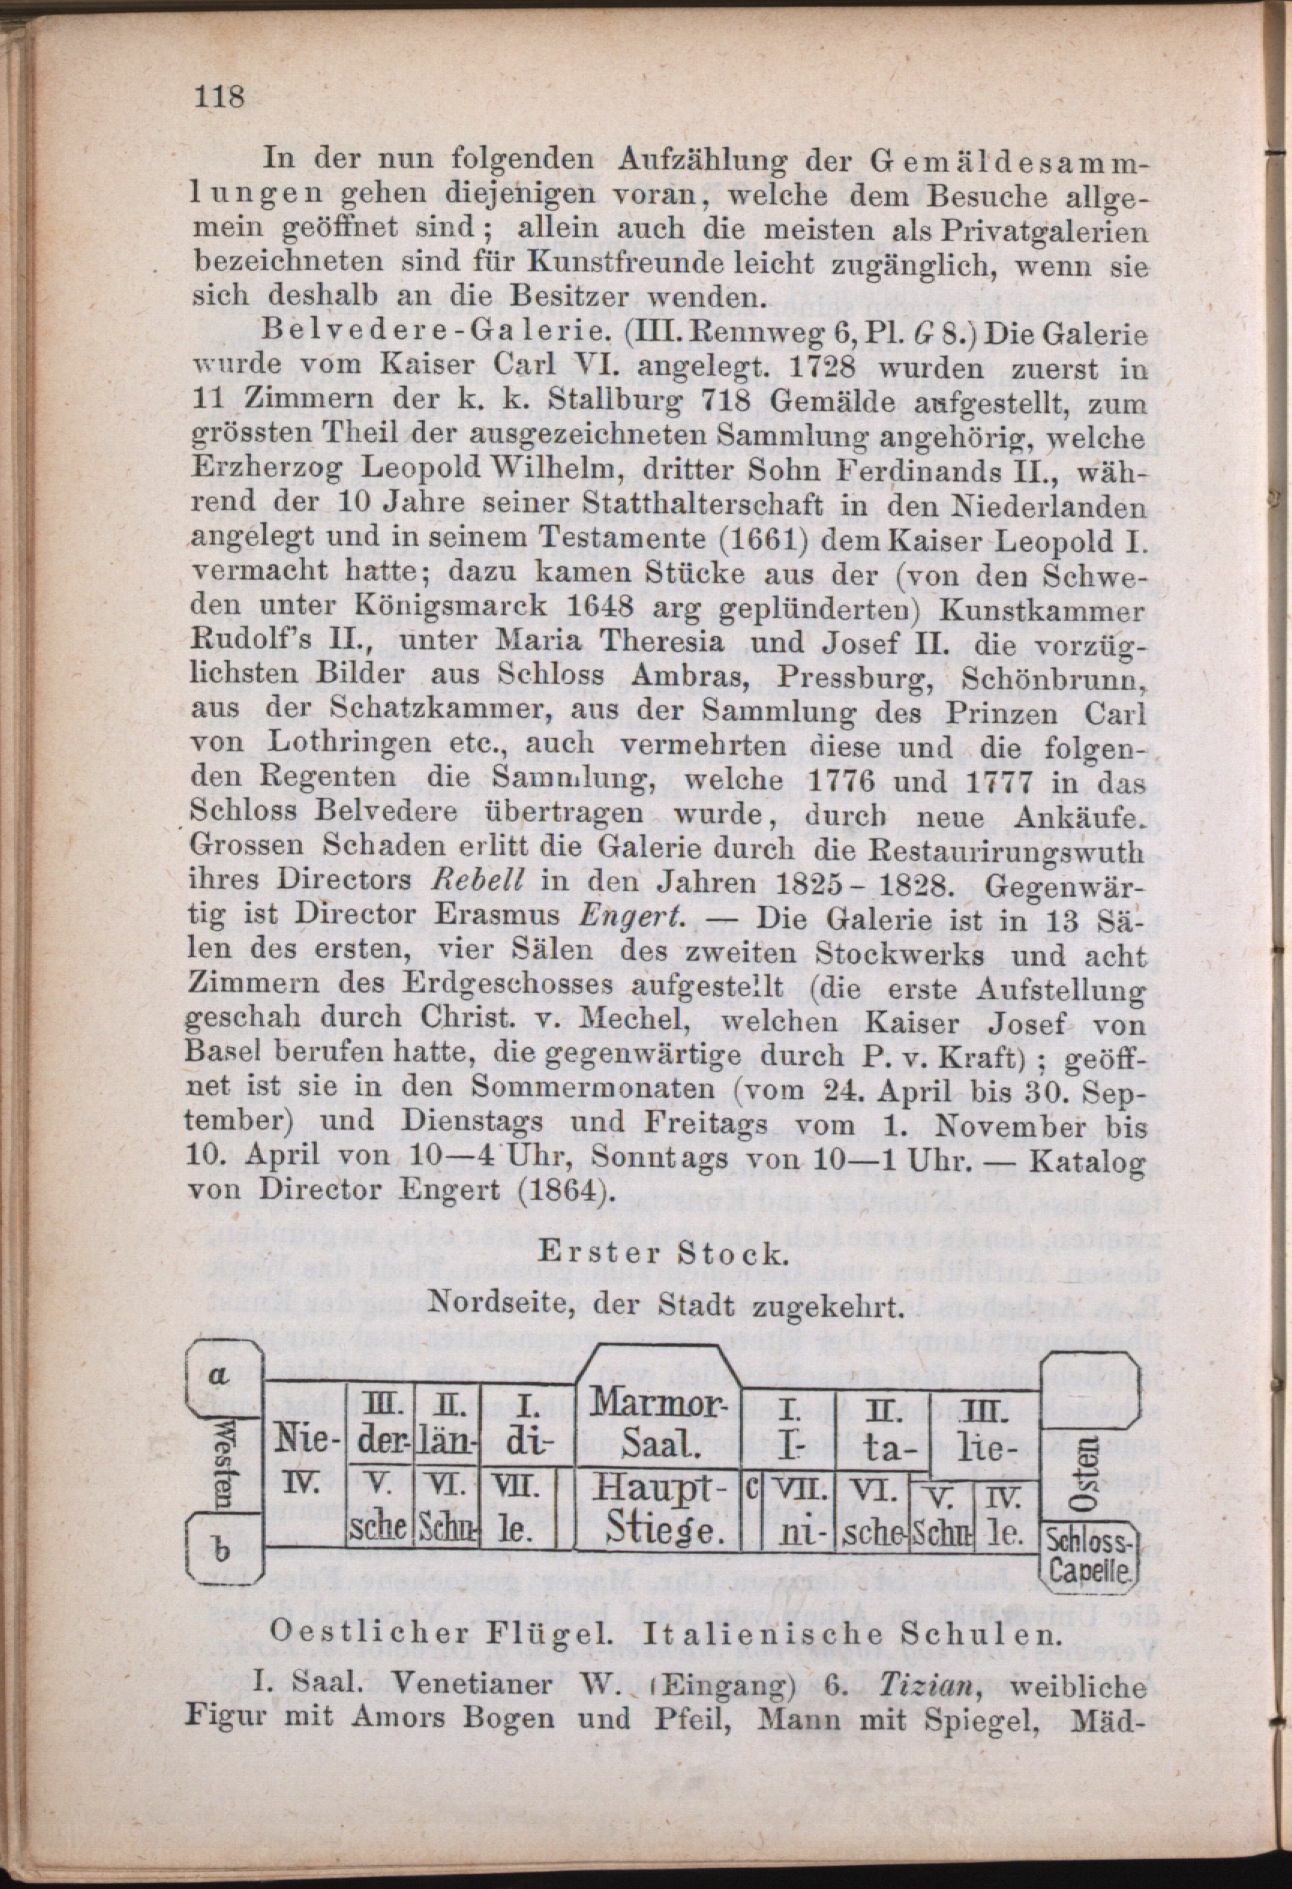 118
In der nun folgenden Aufzählung der Gemäldesamm-
lungen gehen diejenigen voran, welche dem Besuche allge-
mein geöffnet sind; allein auch die meisten als Privatgalerien
bezeichneten sind für Kunstfreunde leicht zugänglich, wenn sie
sich deshalb an die Besitzer wenden.
Belvedere-Galerie. (III. Rennweg 6, Pl. G 8.) Die Galerie
wurde vom Kaiser Carl VI. angelegt. 1728 wurden zuerst in
11 Zimmern der k. k. Stallburg 718 Gemälde aufgestellt, zum
grössten Theil der ausgezeichneten Sammlung angehörig, welche
Erzherzog Leopold Wilhelm, dritter Sohn Ferdinands II., wäh-
rend der 10 Jahre seiner Statthalterschaft in den Niederlanden
angelegt und in seinem Testamente (1661) dem Kaiser Leopold I.
vermacht hatte; dazu kamen Stücke aus der (von den Schwe-
den unter Königsmarck 1648 arg geplünderten) Kunstkammer
Rudolf's II., unter Maria Theresia und Josef II. die vorzüg-
lichsten Bilder aus Schloss Ambras, Pressburg, Schönbrunn,
aus der Schatzkammer, aus der Sammlung des Prinzen Carl
von Lothringen etc., auch vermehrten diese und die folgen-
den Regenten die Sammlung, welche 1776 und 1777 in das
Schloss Belvedere übertragen wurde, durch neue Ankäufe.
Grossen Schaden erlitt die Galerie durch die Restaurirungswuth
ihres Directors Rebell in den Jahren 1825-1828. Gegenwär-
tig ist Director Erasmus Engert. — Die Galerie ist in 13 Sä-
len des ersten, vier Sälen des zweiten Stockwerks und acht
Zimmern des Erdgeschosses aufgestellt (die erste Aufstellung
geschah durch Christ. v. Mechel, welchen Kaiser Josef von
Basel berufen hatte, die gegenwärtige durch P. v. Kraft); geöff-
net ist sie in den Sommermonaten (vom 24. April bis 30. Sep-
tember) und Dienstags und Freitags vom 1. November bis
10. April von 10—4 Uhr, Sonntags von 10—1 Uhr. — Katalog
von Director Engert (1864).
Erster Stock.
Nordseite, der Stadt zugekehrt.
a
III. II. I. Marmor- I. II. III.
Nie- der- län- di- Saal. I- ta- lie-
Westen
Osten
IV. V. VI. VII. Haupt- C VII. VI. V. IV.
sche Schu- le. Stiege. ni- sche Schu- le.
b
Schloss-
Capelle.
Oestlicher Flügel. Italienische Schulen.
I. Saal. Venetianer W. (Eingang) 6. Tizian, weibliche
Figur mit Amors Bogen und Pfeil, Mann mit Spiegel, Mäd-